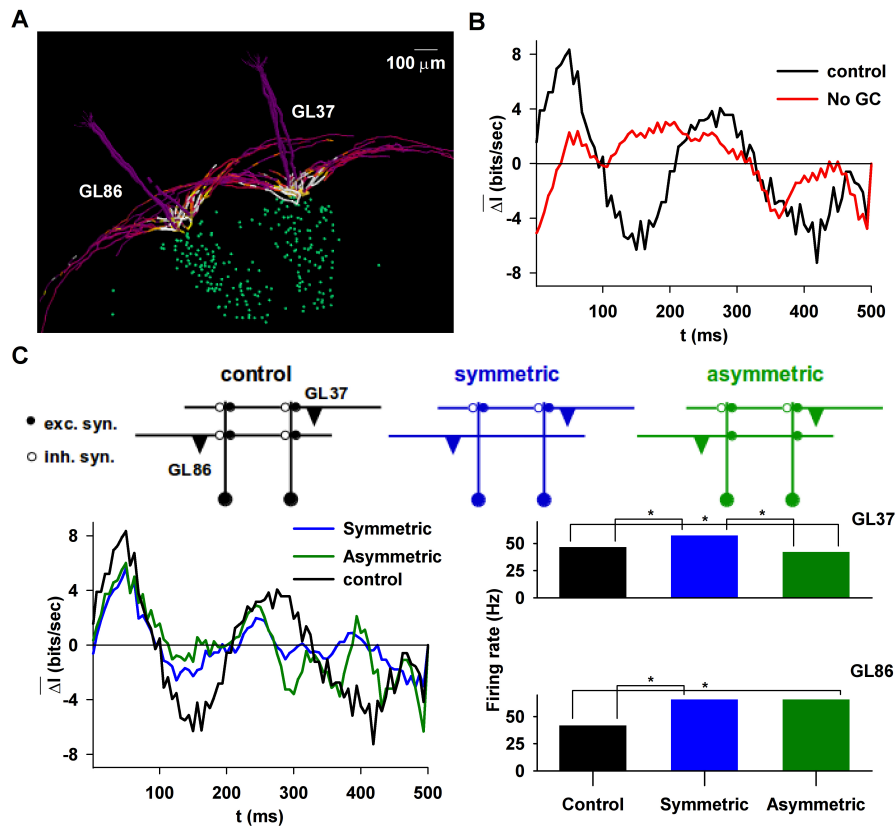 A
100 μm
GL37
GL86
B
8
4
0
-4
-8
ΔI (bits/sec)
control
No GC
100 200 300 400 500
t (ms)
C
control
symmetric
asymmetric
GL37
exc. syn.
inh. syn.
GL86
8
4
0
-4
-8
ΔI (bits/sec)
Symmetric
Asymmetric
control
100 200 300 400 500
t (ms)
Firing rate (Hz)
* * *
GL37
50
25
0
* *
GL86
50
25
0
Control Symmetric Asymmetric